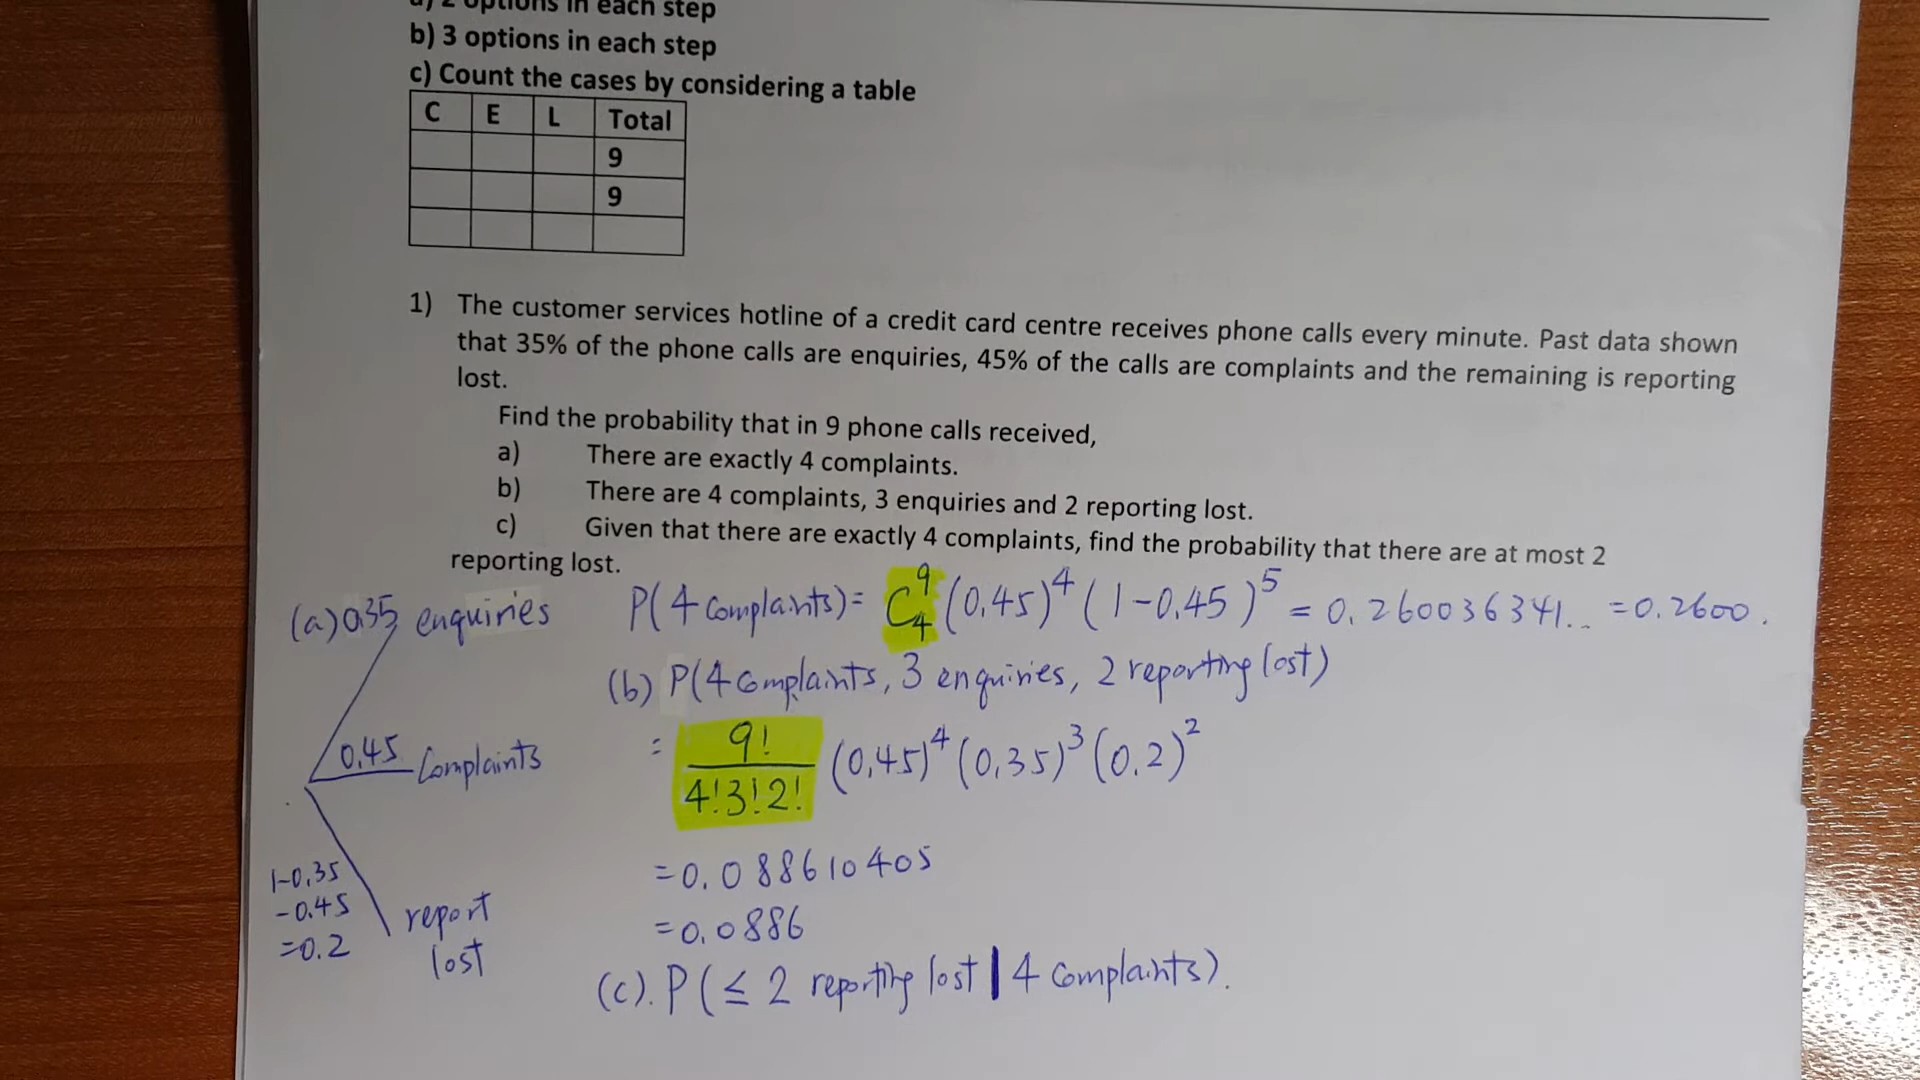 a) 2 options in each step
b) 3 options in each step
c) Count the cases by considering a table
C E L Total
9
9
1) The customer services hotline of a credit card centre receives phone calls every minute. Past data shown
that 35% of the phone calls are enquiries, 45% of the calls are complaints and the remaining is reporting
lost.
Find the probability that in 9 phone calls received,
a) There are exactly 4 complaints.
b) There are 4 complaints, 3 enquiries and 2 reporting lost.
c) Given that there are exactly 4 complaints, find the probability that there are at most 2
reporting lost.
(a) 0.35 enquiries
0.45 Complaints
1-0.35
-0.45
=0.2
report
lost
P(4 Complaints) = C⁹₄ (0.45)⁴ (1-0.45)⁵ = 0.260036341... = 0.2600.
(b) P(4 Complaints, 3 enquiries, 2 reporting lost)
= 9!/4!3!2! (0.45)⁴ (0.35)³ (0.2)²
=0.088610405
=0.0886
(c). P(≤ 2 reporting lost | 4 Complaints).